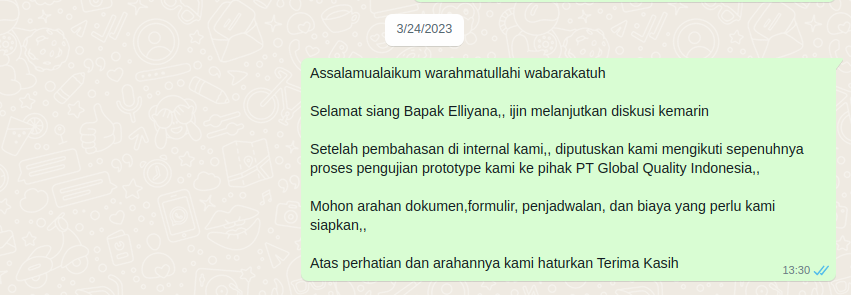 3/24/2023
Assalamualaikum warahmatullahi wabarakatuh
Selamat siang Bapak Elliyana,, ijin melanjutkan diskusi kemarin
Setelah pembahasan di internal kami,, diputuskan kami mengikuti sepenuhnya
proses pengujian prototype kami ke pihak PT Global Quality Indonesia,,
Mohon arahan dokumen,formulir, penjadwalan, dan biaya yang perlu kami
siapkan,,
Atas perhatian dan arahannya kami haturkan Terima Kasih
13:30